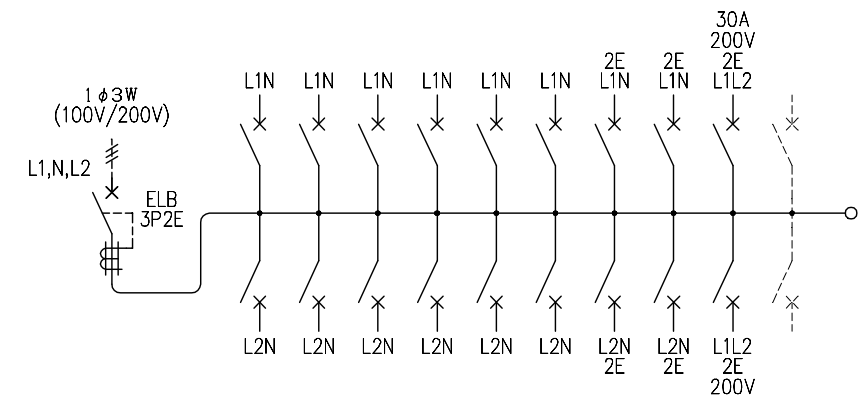 30A
200V
2E 2E 2E
L1N L1N L1N L1N L1N L1N L1N L1N L1L2
1φ3W
(100V/200V)
L1,N,L2
ELB
3P2E
L2N L2N L2N L2N L2N L2N L2N L2N L1L2
2E 2E 2E
200V